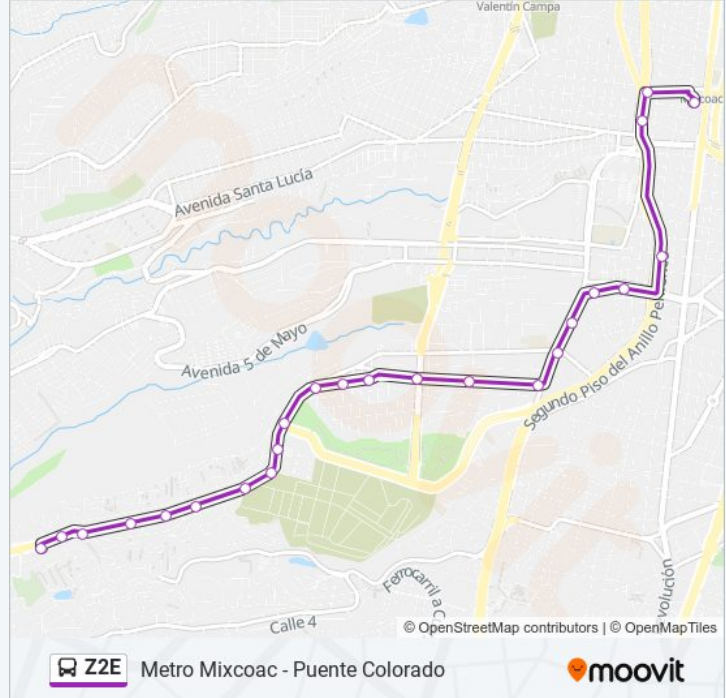 Valentín Campa
Avenida Santa Lucía
Avenida 5 de Mayo
Segundo Piso del Anillo Pe
Ferrocarril a C
Calle 4
volución
© OpenStreetMap contributors | © OpenMapTiles
Z2E
Metro Mixcoac - Puente Colorado
moovit